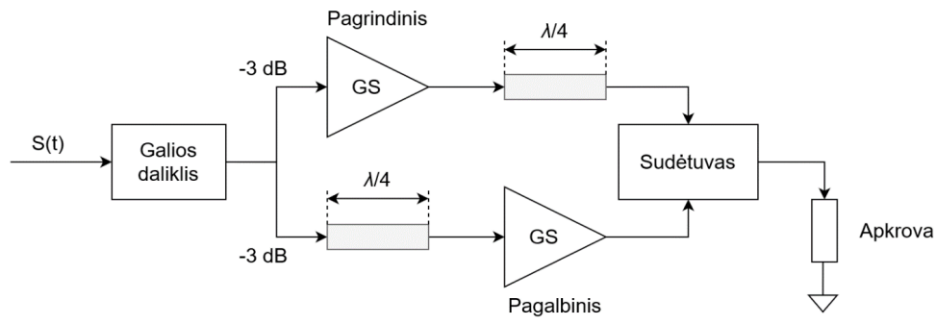 Pagrindinis
λ/4
-3 dB
GS
S(t)
Galios
daliklis
Sudėtuvas
λ/4
-3 dB
GS
Apkrova
Pagalbinis